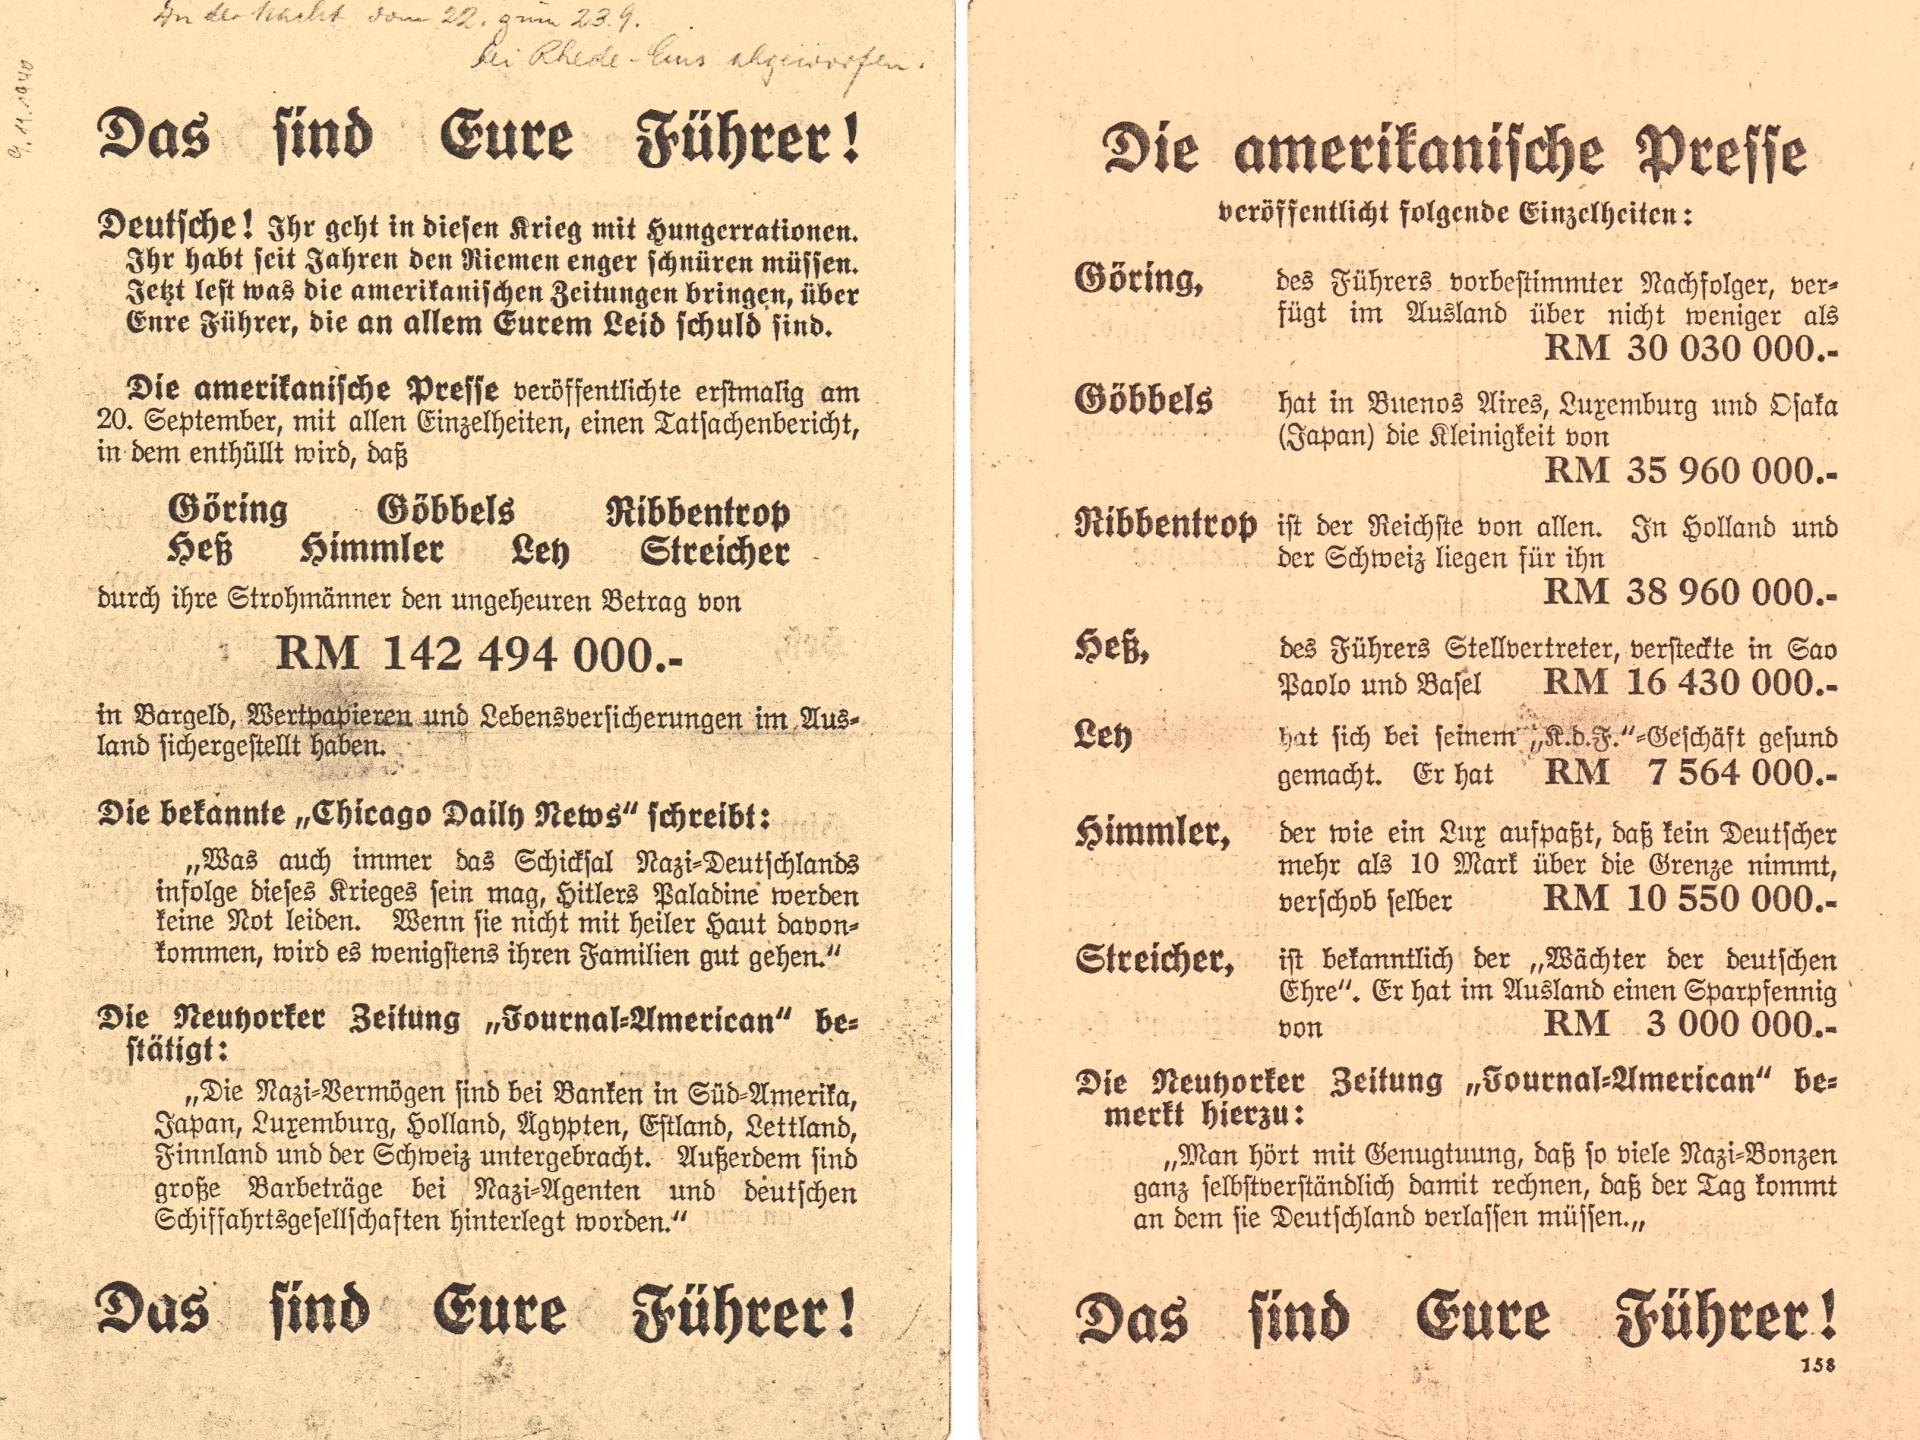 In der Nacht vom 22. zum 23.9.
bei Rhede-Ems abgeworfen.
9.11.1940
Das sind Eure Führer!
Deutsche! Ihr geht in diesen Krieg mit Hungerrationen.
Ihr habt seit Jahren den Riemen enger schnüren müssen.
Jetzt lest was die amerikanischen Zeitungen bringen, über
Enre Führer, die an allem Eurem Leid schuld sind.
Die amerikanische Presse veröffentlichte erstmalig am
20. September, mit allen Einzelheiten, einen Tatsachenbericht,
in dem enthüllt wird, daß
Göring Göbbels Ribbentrop
Heß Himmler Ley Streicher
durch ihre Strohmänner den ungeheuren Betrag von
RM 142 494 000.-
in Bargeld, Wertpapieren und Lebensversicherungen im Aus-
land sichergestellt haben.
Die bekannte „Chicago Daily News“ schreibt:
„Was auch immer das Schicksal Nazi-Deutschlands
infolge dieses Krieges sein mag, Hitlers Paladine werden
keine Not leiden. Wenn sie nicht mit heiler Haut davon-
kommen, wird es wenigstens ihren Familien gut gehen.“
Die Neuyorker Zeitung „Journal-American“ be-
stätigt:
„Die Nazi-Vermögen sind bei Banken in Süd-Amerika,
Japan, Luxemburg, Holland, Ägypten, Estland, Lettland,
Finnland und der Schweiz untergebracht. Außerdem sind
große Barbeträge bei Nazi-Agenten und deutschen
Schiffahrtsgesellschaften hinterlegt worden.“
Das sind Eure Führer!
Die amerikanische Presse
veröffentlicht folgende Einzelheiten:
Göring, des Führers vorbestimmter Nachfolger, ver-
fügt im Ausland über nicht weniger als
RM 30 030 000.-
Göbbels hat in Buenos Aires, Luxemburg und Osaka
(Japan) die Kleinigkeit von
RM 35 960 000.-
Ribbentrop ist der Reichste von allen. In Holland und
der Schweiz liegen für ihn
RM 38 960 000.-
Heß, des Führers Stellvertreter, versteckte in Sao
Paolo und Basel RM 16 430 000.-
Ley hat sich bei seinem „K.d.F.“-Geschäft gesund
gemacht. Er hat RM 7 564 000.-
Himmler, der wie ein Lux aufpaßt, daß kein Deutscher
mehr als 10 Mark über die Grenze nimmt,
verschob selber RM 10 550 000.-
Streicher, ist bekanntlich der „Wächter der deutschen
Ehre“. Er hat im Ausland einen Sparpfennig
von RM 3 000 000.-
Die Neuyorker Zeitung „Journal-American“ be-
merkt hierzu:
„Man hört mit Genugtuung, daß so viele Nazi-Bonzen
ganz selbstverständlich damit rechnen, daß der Tag kommt
an dem sie Deutschland verlassen müssen.„
Das sind Eure Führer!
158